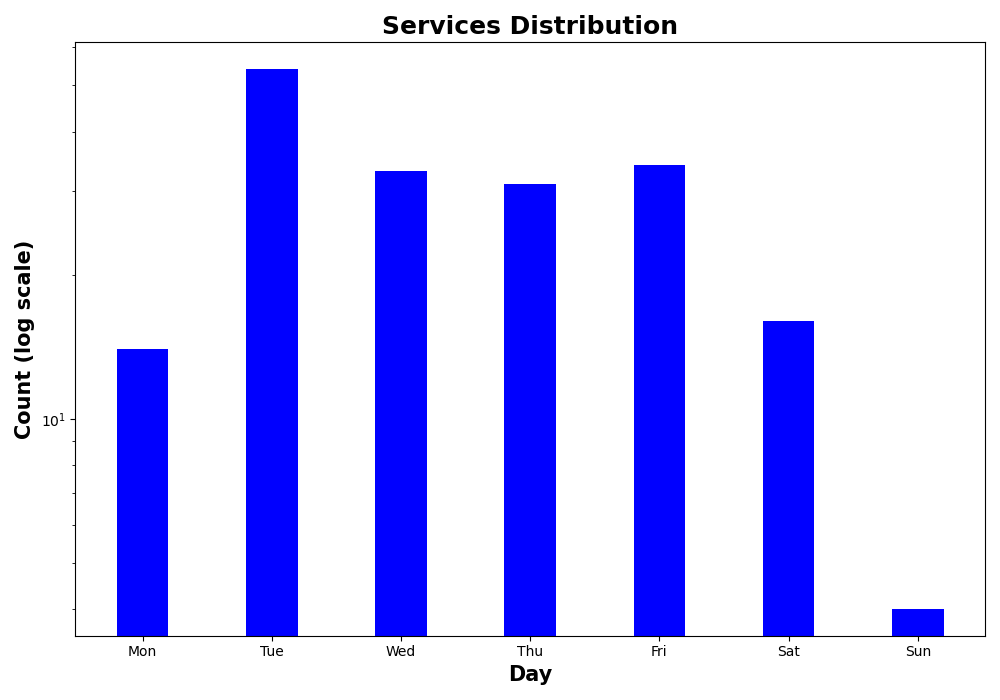 Services Distribution
Count (log scale)
10¹
Mon Tue Wed Thu Fri Sat Sun
Day